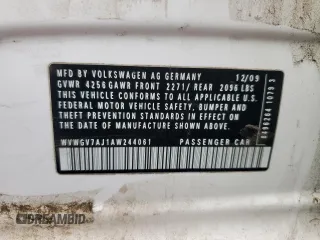 MFD BY VOLKSWAGEN AG GERMANY 12/09
GVWR 4256 GAWR FRONT 2271/ REAR 2096 LBS
THIS VEHICLE CONFORMS TO ALL APPLICABLE
FEDERAL MOTOR VEHICLE SAFETY, BUMPER AND
THEFT PREVENTION STANDARDS IN EFFECT ON
THE DATE OF MANUFACTURE SHOWN ABOVE.
WVWGV7AJ1AW244061 PASSENGER CAR
BIDFAX